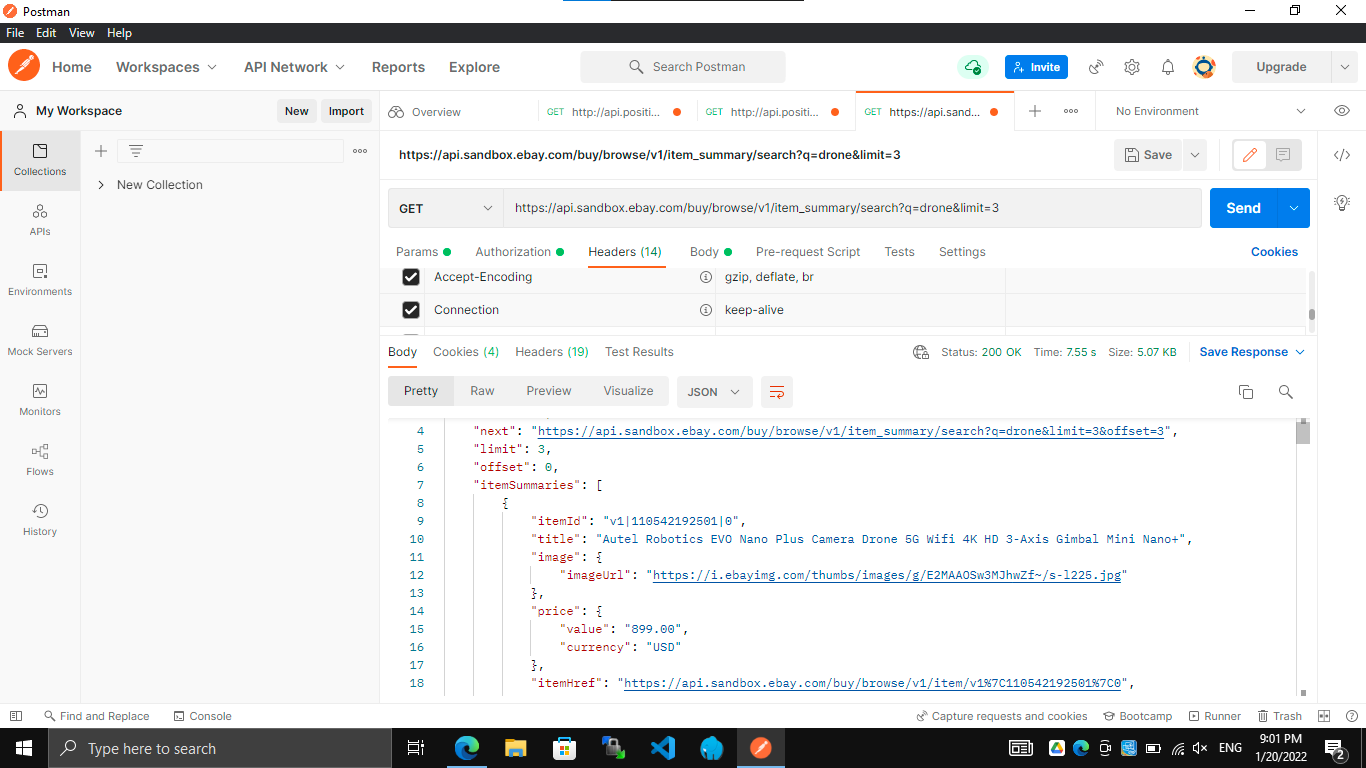 Postman
File Edit View Help
Home Workspaces API Network Reports Explore Search Postman Invite Upgrade
My Workspace New Import Overview GET http://api.positi... GET http://api.positi... GET https://api.sand... No Environment
https://api.sandbox.ebay.com/buy/browse/v1/item_summary/search?q=drone&limit=3 Save
Collections
New Collection
GET https://api.sandbox.ebay.com/buy/browse/v1/item_summary/search?q=drone&limit=3 Send
APIs
Params Authorization Headers (14) Body Pre-request Script Tests Settings Cookies
Accept-Encoding gzip, deflate, br
Environments
Connection keep-alive
Mock Servers
Body Cookies (4) Headers (19) Test Results Status: 200 OK Time: 7.55 s Size: 5.07 KB Save Response
Pretty Raw Preview Visualize JSON
Monitors
4 "next": "https://api.sandbox.ebay.com/buy/browse/v1/item_summary/search?q=drone&limit=3&offset=3",
5 "limit": 3,
6 "offset": 0,
Flows
7 "itemSummaries": [
8 {
9 "itemId": "v1|110542192501|0",
History
10 "title": "Autel Robotics EVO Nano Plus Camera Drone 5G Wifi 4K HD 3-Axis Gimbal Mini Nano+",
11 "image": {
12 "imageUrl": "https://i.ebayimg.com/thumbs/images/g/E2MAAOSw3MJhwZf~/s-l225.jpg"
13 },
14 "price": {
15 "value": "899.00",
16 "currency": "USD"
17 },
18 "itemHref": "https://api.sandbox.ebay.com/buy/browse/v1/item/v1%7C110542192501%7C0",
Find and Replace Console Capture requests and cookies Bootcamp Runner Trash
Type here to search ENG 9:01 PM
1/20/2022 2